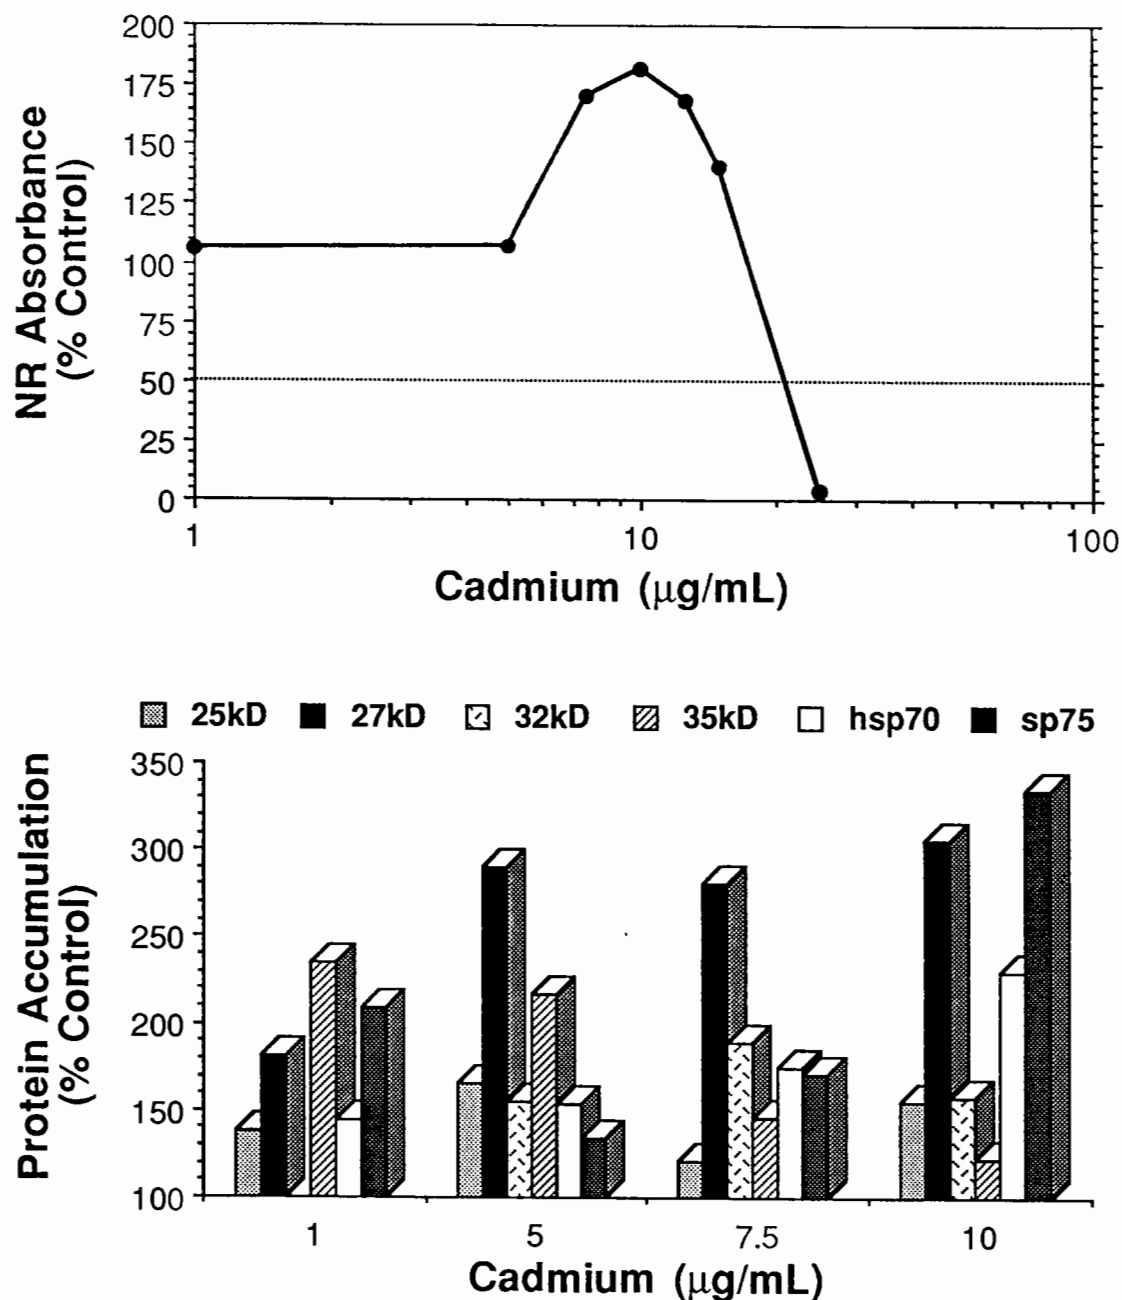 200
175
150
125
100
75
50
25
0
NR Absorbance
(% Control)
1 10 100
Cadmium (μg/mL)
25kD 27kD 32kD 35kD hsp70 sp75
350
300
250
200
150
100
Protein Accumulation
(% Control)
1 5 7.5 10
Cadmium (μg/mL)